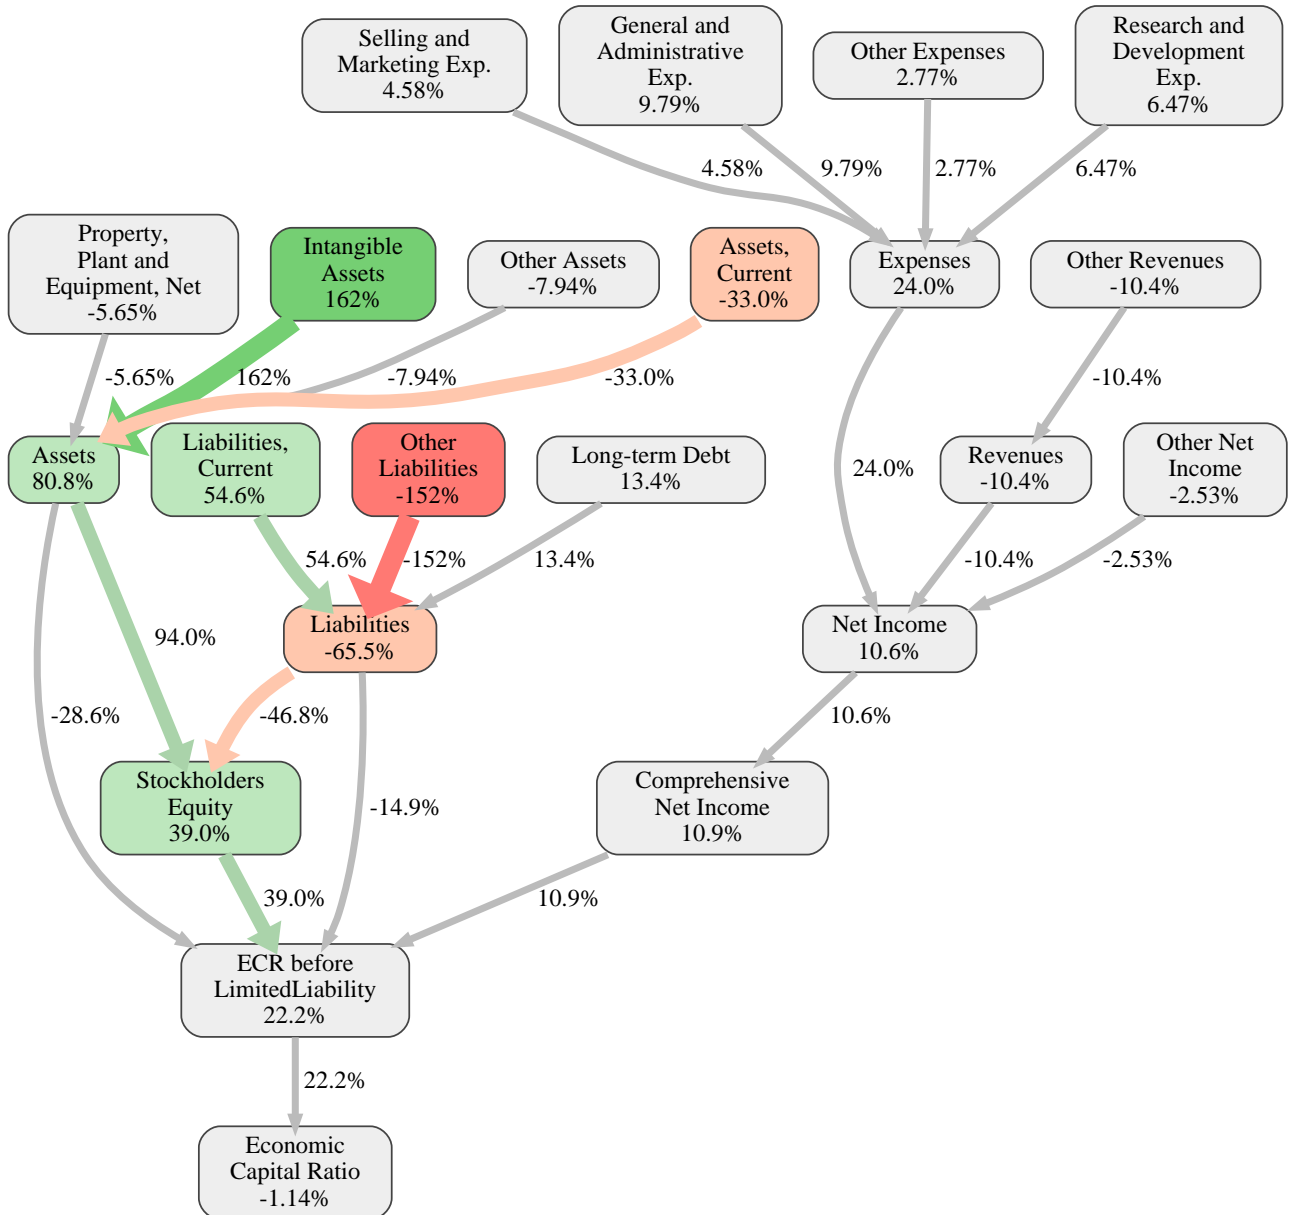 Selling and
Marketing Exp.
4.58%
General and
Administrative
Exp.
9.79%
Other Expenses
2.77%
Research and
Development
Exp.
6.47%
4.58%
9.79%
2.77%
6.47%
Property,
Plant and
Equipment, Net
-5.65%
Intangible
Assets
162%
Other Assets
-7.94%
Assets,
Current
-33.0%
Expenses
24.0%
Other Revenues
-10.4%
-5.65%
162%
-7.94%
-33.0%
-10.4%
Assets
80.8%
Liabilities,
Current
54.6%
Other
Liabilities
-152%
Long-term Debt
13.4%
24.0%
Revenues
-10.4%
Other Net
Income
-2.53%
54.6%
-152%
13.4%
-10.4%
-2.53%
94.0%
Liabilities
-65.5%
Net Income
10.6%
-28.6%
-46.8%
10.6%
Stockholders
Equity
39.0%
-14.9%
Comprehensive
Net Income
10.9%
39.0%
10.9%
ECR before
LimitedLiability
22.2%
22.2%
Economic
Capital Ratio
-1.14%